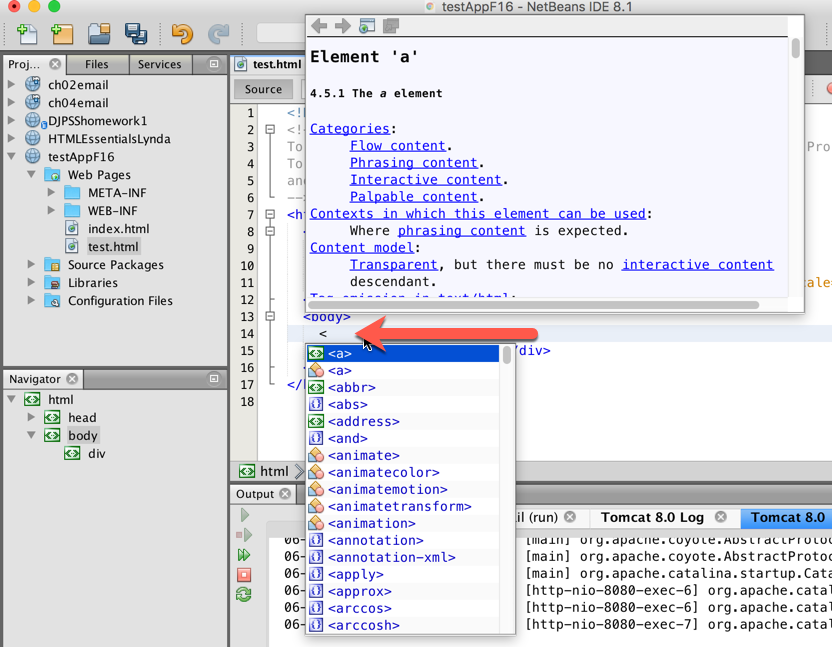 testAppF16 - NetBeans IDE 8.1
Proj...
Files
Services
ch02email
ch04email
DJPSShomework1
HTMLEssentialsLynda
testAppF16
Web Pages
META-INF
WEB-INF
index.html
test.html
Source Packages
Libraries
Configuration Files
Navigator
html
head
body
div
test.html
Source
Element 'a'
4.5.1 The a element
Categories:
Flow content.
Phrasing content.
Interactive content.
Palpable content.
Contexts in which this element can be used:
Where phrasing content is expected.
Content model:
Transparent, but there must be no interactive content
descendant.
Tag omission in text/html:
1 <!
2 <!-
3 To
4 To
5 an
6 --
7 <h
8
9
10
11
12
13 <body>
14 <
15 /div>
16
17 </
18
<a>
<a>
<abbr>
<abs>
<address>
<and>
<animate>
<animatecolor>
<animatemotion>
<animatetransform>
<animation>
<annotation>
<annotation-xml>
<apply>
<approx>
<arccos>
<arccosh>
html
Output
il (run)
Tomcat 8.0 Log
Tomcat 8.0
06- [main] org.apache.coyote.AbstractProtoc
06- [main] org.apache.coyote.AbstractProtoc
06- [main] org.apache.catalina.startup.Cata
06- [http-nio-8080-exec-6] org.apache.catal
06- [http-nio-8080-exec-6] org.apache.catal
06- [http-nio-8080-exec-7] org.apache.catal